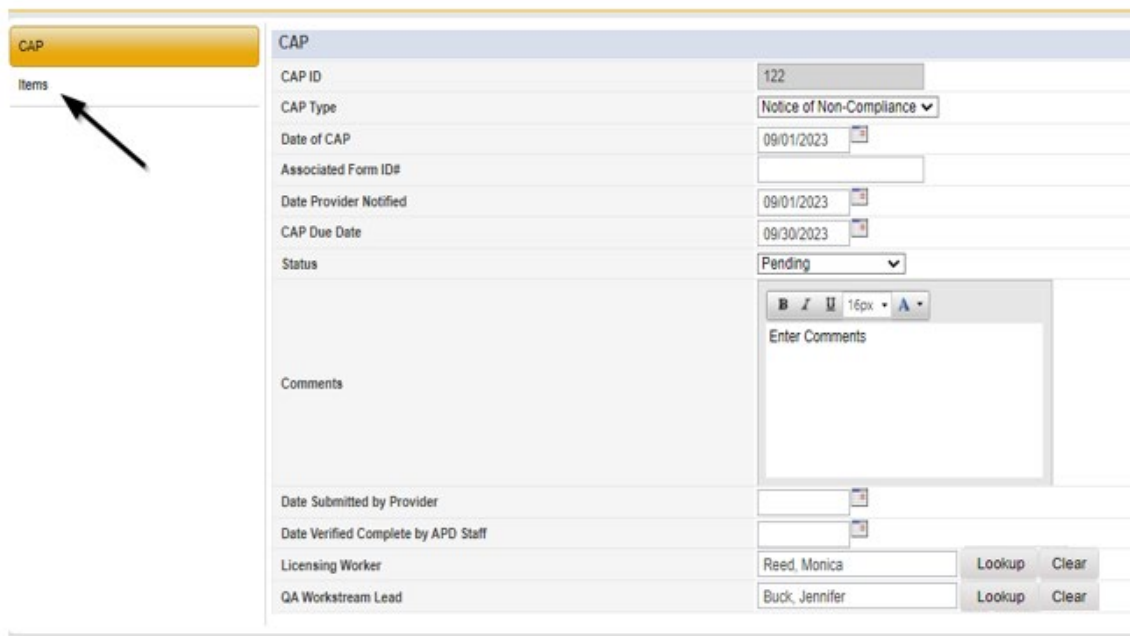 CAP
Items
CAP
CAP ID 122
CAP Type Notice of Non-Compliance
Date of CAP 09/01/2023
Associated Form ID#
Date Provider Notified 09/01/2023
CAP Due Date 09/30/2023
Status Pending
B I U 16px A
Enter Comments
Comments
Date Submitted by Provider
Date Verified Complete by APD Staff
Licensing Worker Reed, Monica Lookup Clear
QA Workstream Lead Buck, Jennifer Lookup Clear